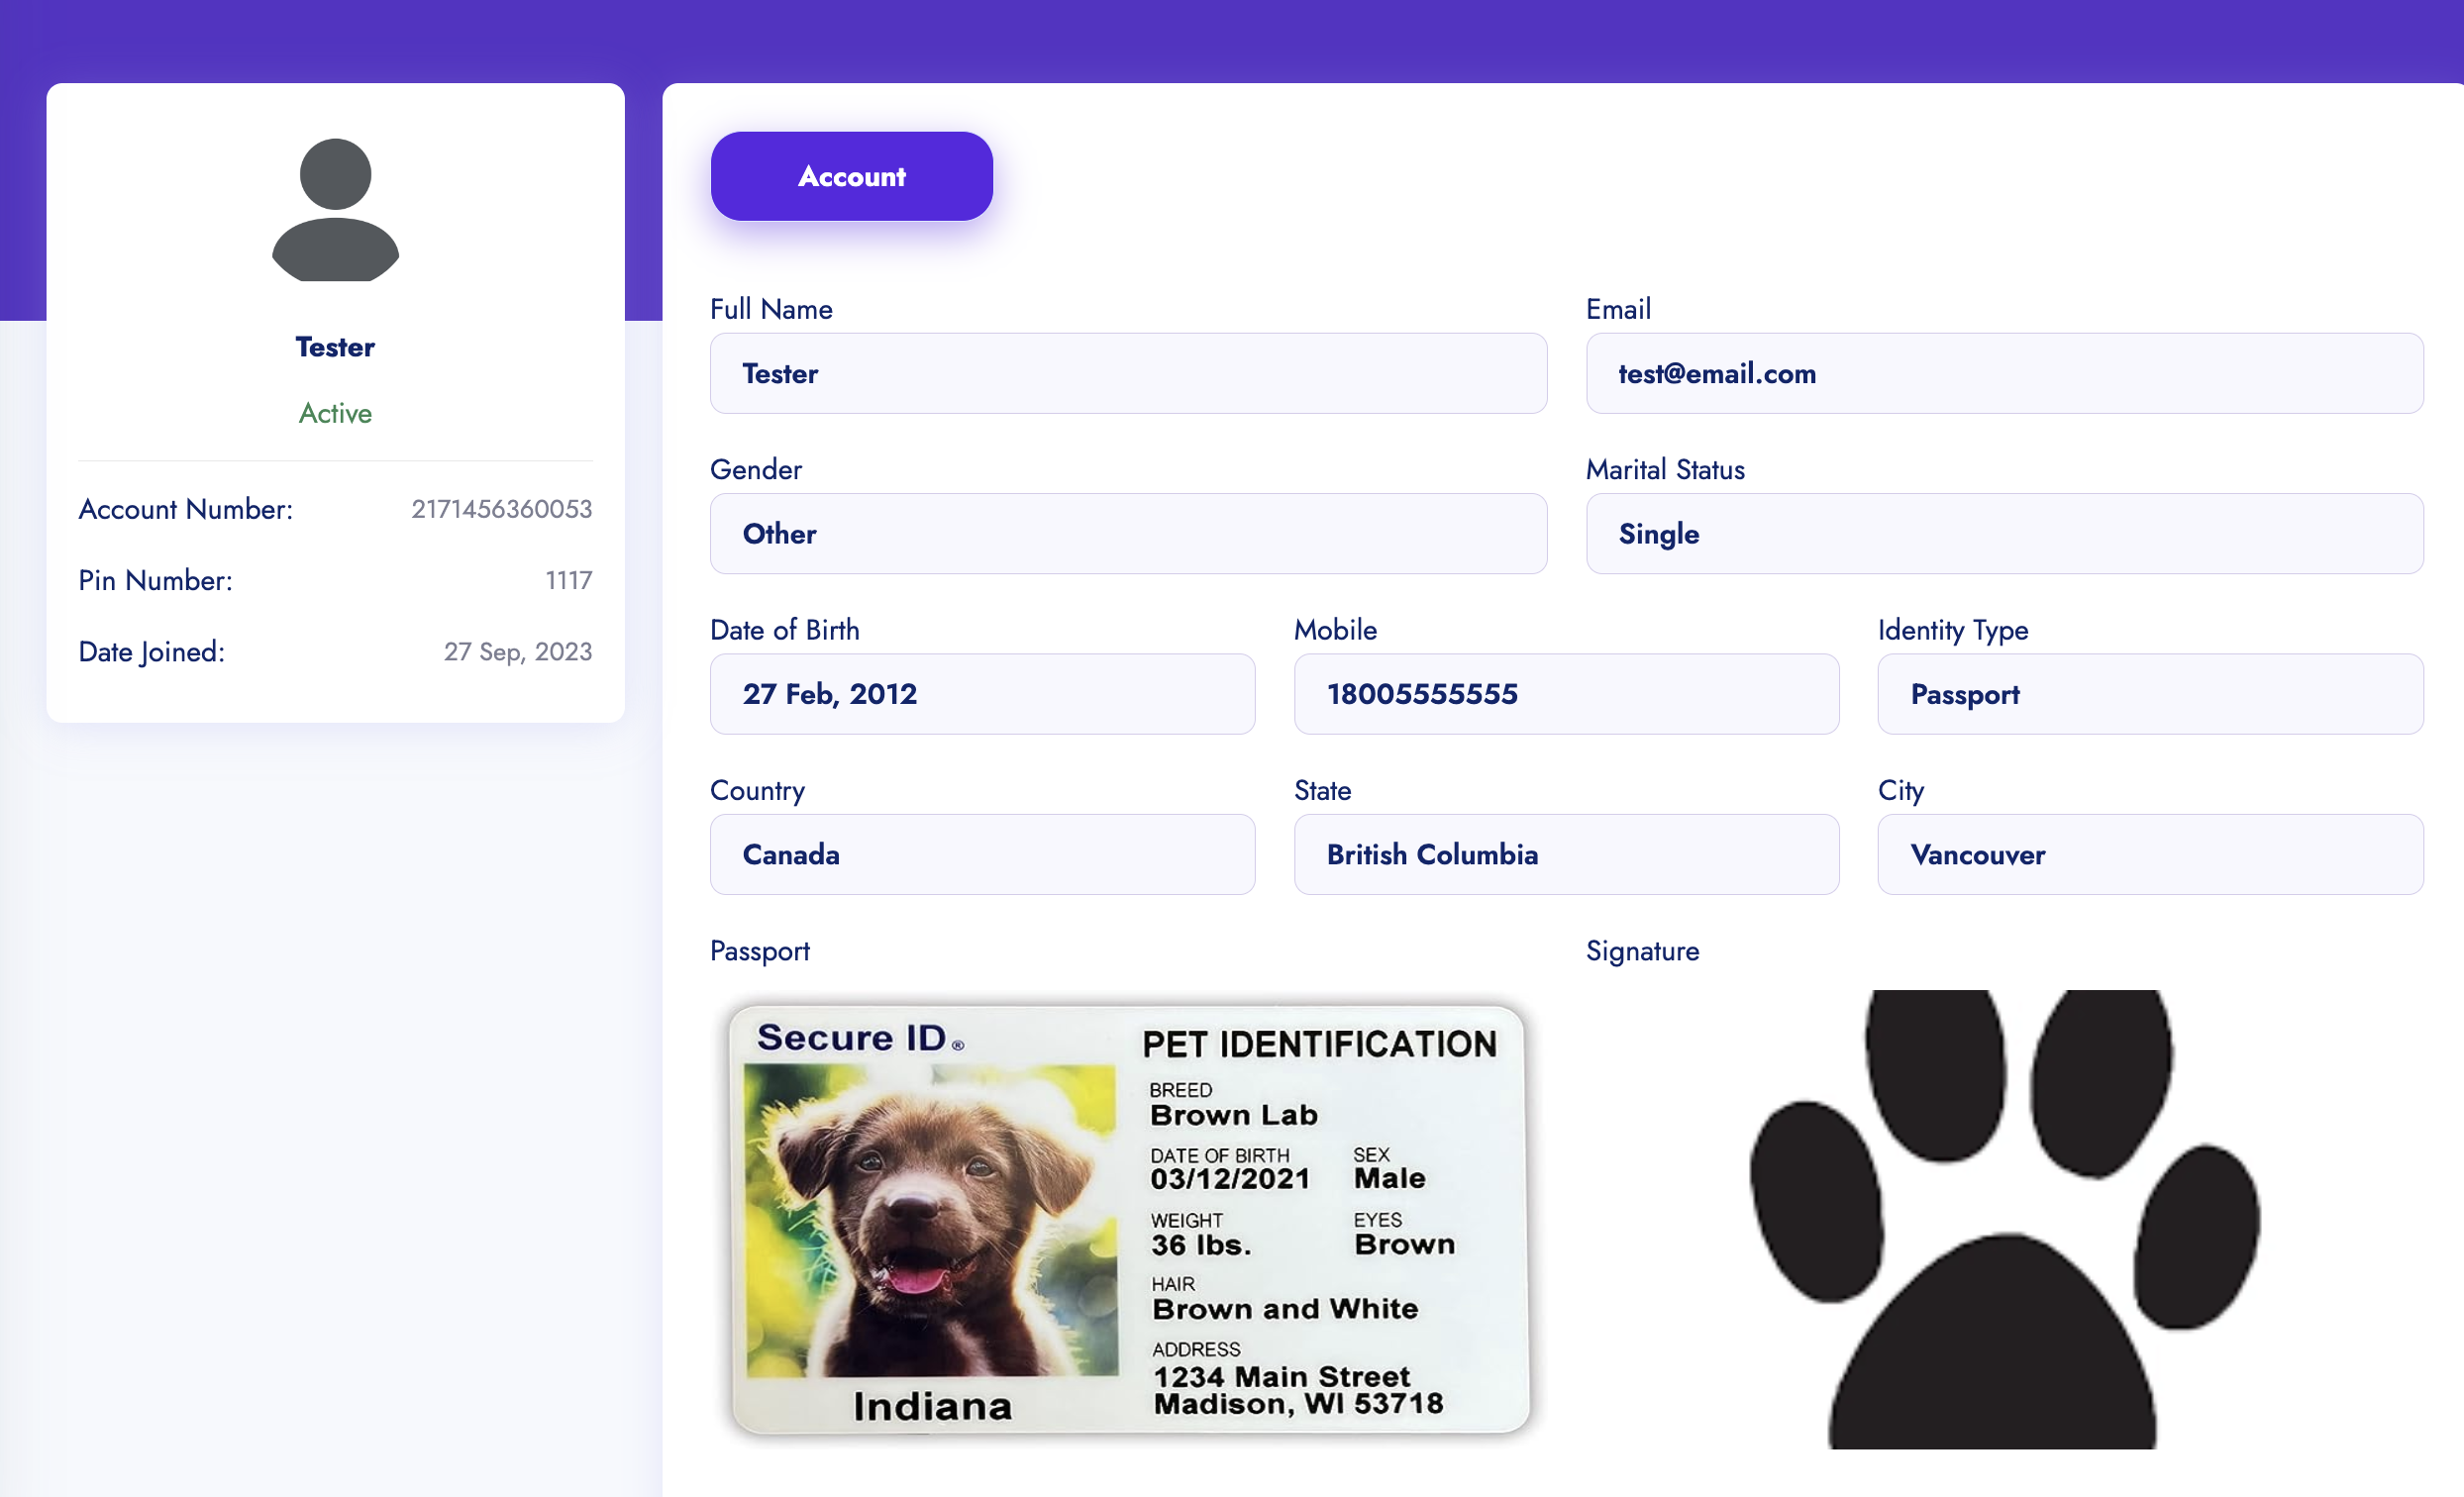 Tester
Active
Account Number: 2171456360053
Pin Number: 1117
Date Joined: 27 Sep, 2023
Account
Full Name Email
Tester test@email.com
Gender Marital Status
Other Single
Date of Birth Mobile Identity Type
27 Feb, 2012 18005555555 Passport
Country State City
Canada British Columbia Vancouver
Passport Signature
Secure ID®
PET IDENTIFICATION
BREED
Brown Lab
DATE OF BIRTH SEX
03/12/2021 Male
WEIGHT EYES
36 lbs. Brown
HAIR
Brown and White
ADDRESS
1234 Main Street
Madison, WI 53718
Indiana